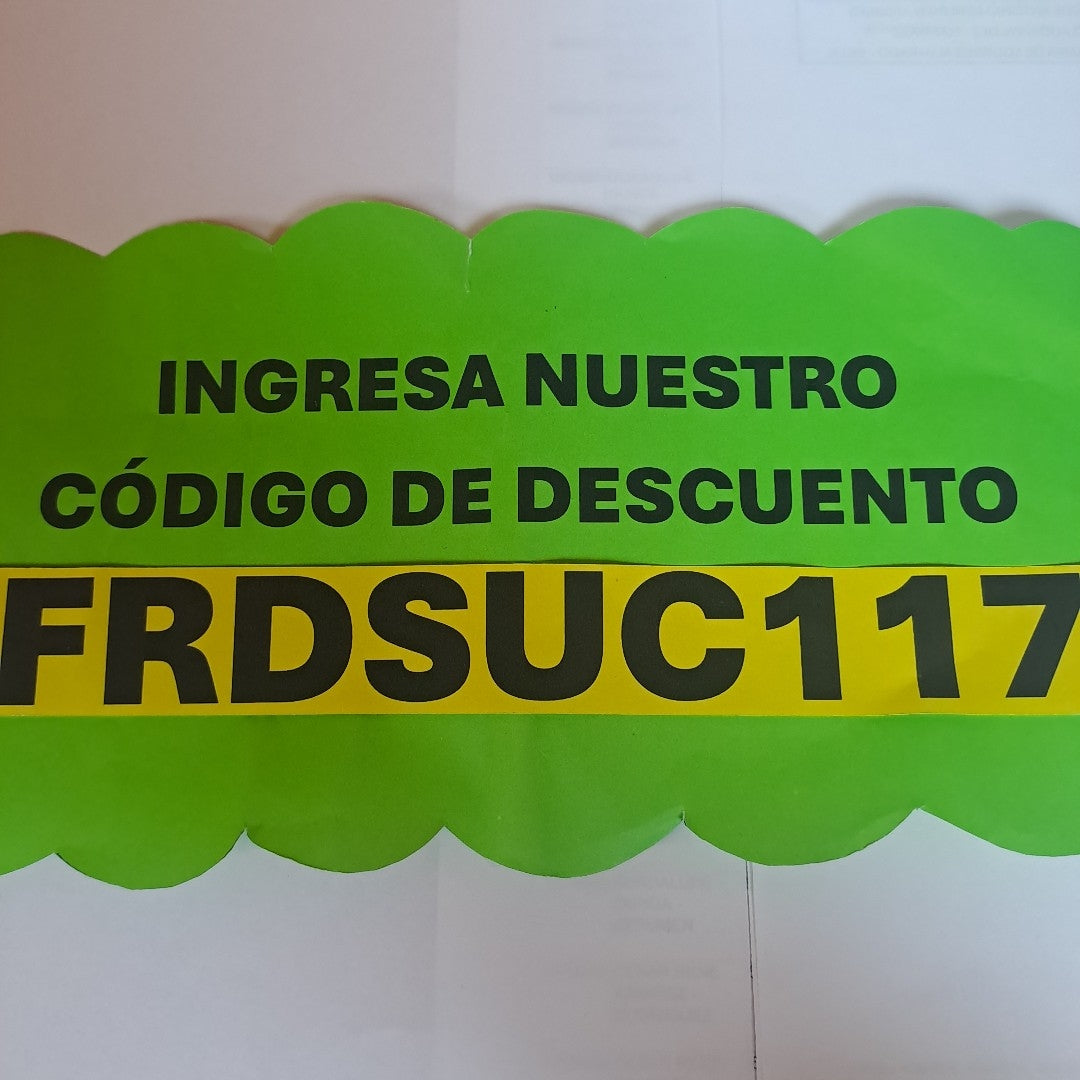 INGRESA NUESTRO
CÓDIGO DE DESCUENTO
FRDSUC117